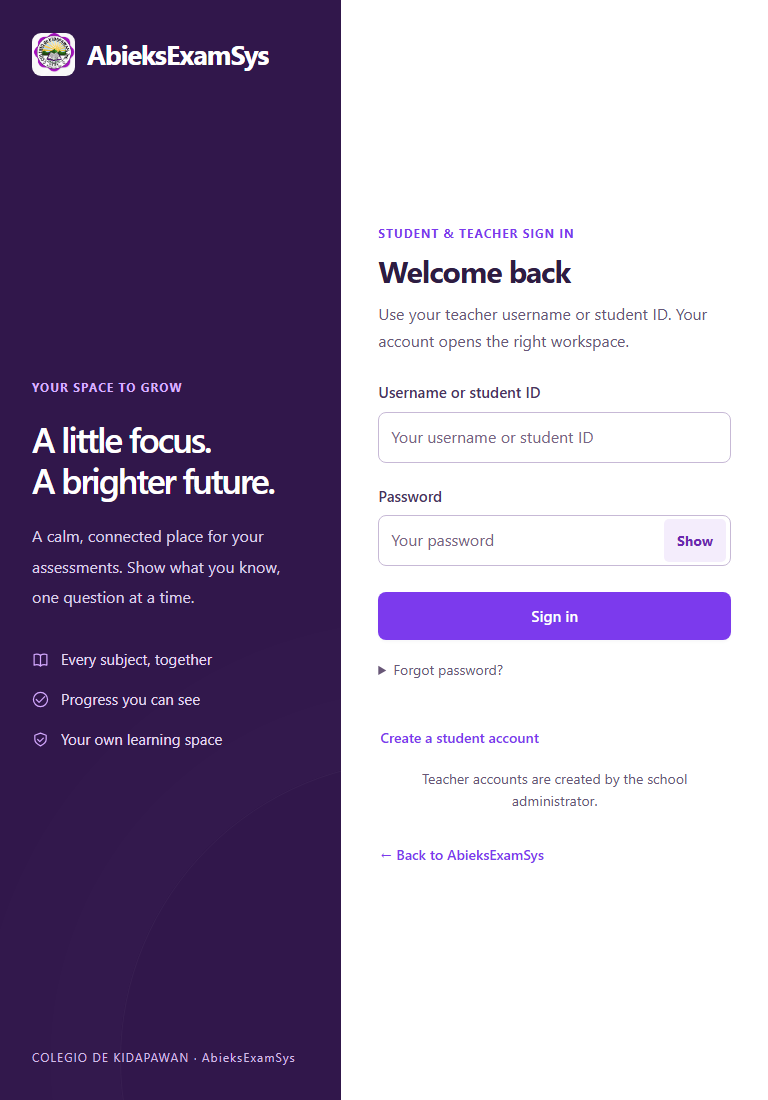 AbieksExamSys
YOUR SPACE TO GROW
A little focus.
A brighter future.
A calm, connected place for your
assessments. Show what you know,
one question at a time.
Every subject, together
Progress you can see
Your own learning space
COLEGIO DE KIDAPAWAN · AbieksExamSys
STUDENT & TEACHER SIGN IN
Welcome back
Use your teacher username or student ID. Your
account opens the right workspace.
Username or student ID
Your username or student ID
Password
Your password
Show
Sign in
▶ Forgot password?
Create a student account
Teacher accounts are created by the school
administrator.
← Back to AbieksExamSys